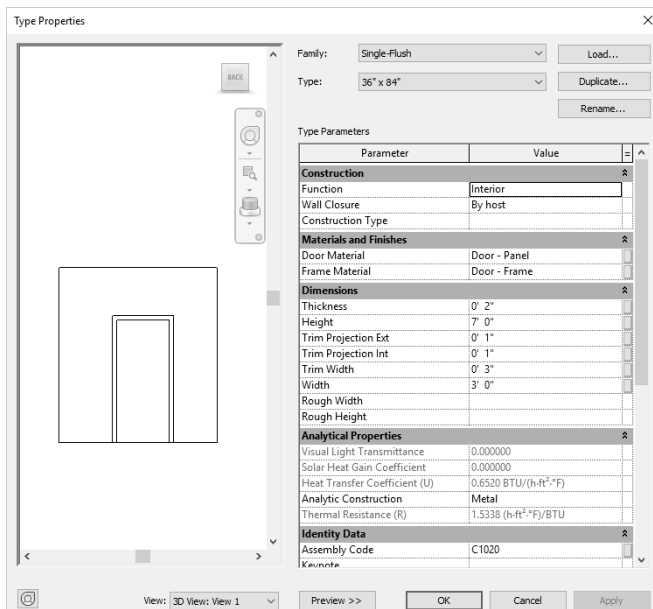 Type Properties
BACK
Family: Single-Flush Load...
Type: 36" x 84" Duplicate...
Rename...
Type Parameters
Parameter Value =
Construction
Function Interior
Wall Closure By host
Construction Type
Materials and Finishes
Door Material Door - Panel
Frame Material Door - Frame
Dimensions
Thickness 0' 2"
Height 7' 0"
Trim Projection Ext 0' 1"
Trim Projection Int 0' 1"
Trim Width 0' 3"
Width 3' 0"
Rough Width
Rough Height
Analytical Properties
Visual Light Transmittance 0.000000
Solar Heat Gain Coefficient 0.000000
Heat Transfer Coefficient (U) 0.6520 BTU/(h·ft²·°F)
Analytic Construction Metal
Thermal Resistance (R) 1.5338 (h·ft²·°F)/BTU
Identity Data
Assembly Code C1020
Keynote
View: 3D View: View 1 Preview >> OK Cancel Apply